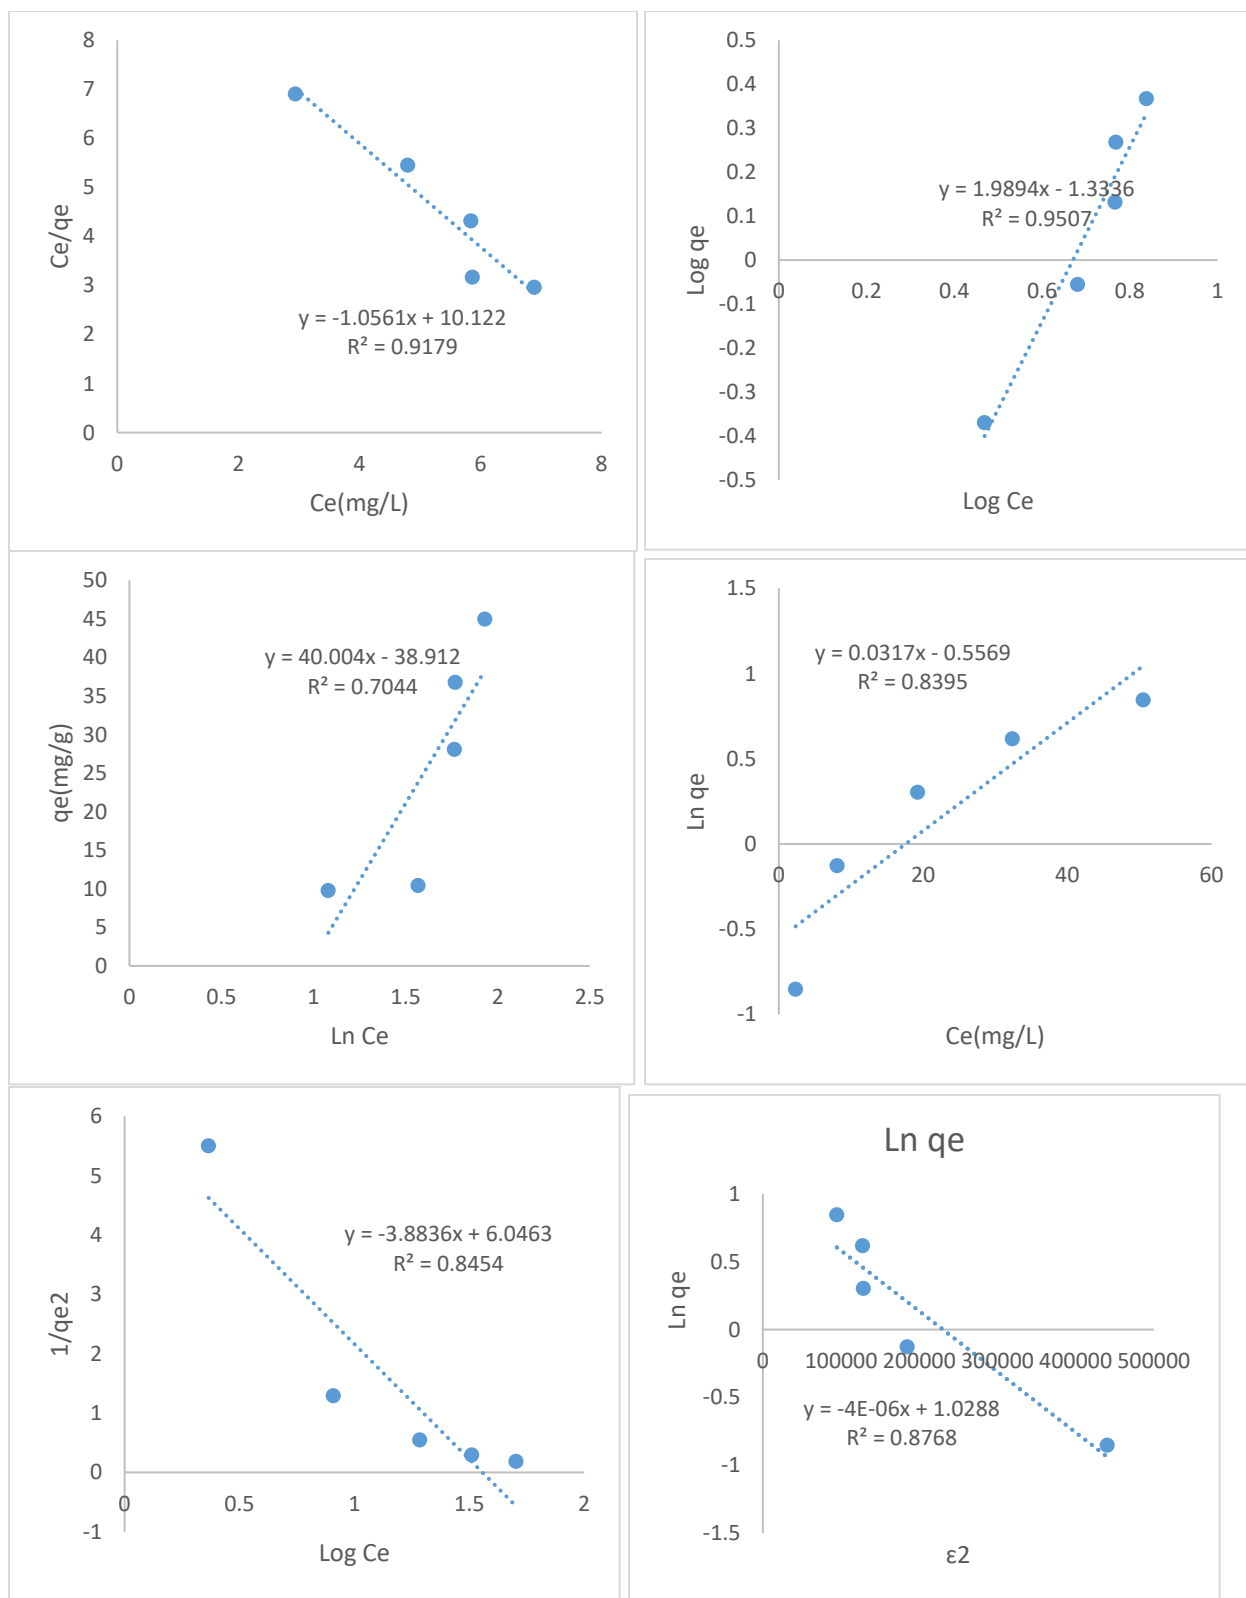 8
7
6
5
4
3
2
1
0
Ce/qe
y = -1.0561x + 10.122
R² = 0.9179
0 2 4 6 8
Ce(mg/L)
0.5
0.4
0.3
0.2
0.1
0
-0.1
-0.2
-0.3
-0.4
-0.5
Log qe
y = 1.9894x - 1.3336
R² = 0.9507
0 0.2 0.4 0.6 0.8 1
Log Ce
50
45
40
35
30
25
20
15
10
5
0
qe(mg/g)
y = 40.004x - 38.912
R² = 0.7044
0 0.5 1 1.5 2 2.5
Ln Ce
1.5
1
0.5
0
-0.5
-1
Ln qe
y = 0.0317x - 0.5569
R² = 0.8395
0 20 40 60
Ce(mg/L)
6
5
4
3
2
1
0
-1
1/qe2
y = -3.8836x + 6.0463
R² = 0.8454
0 0.5 1 1.5 2
Log Ce
Ln qe
1
0.5
0
-0.5
-1
-1.5
Ln qe
0 100000 200000 300000 400000 500000
y = -4E-06x + 1.0288
R² = 0.8768
ε2